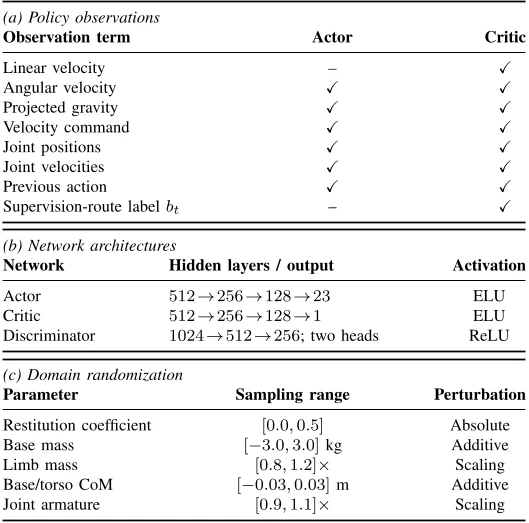 (a) Policy observations
Observation term Actor Critic
Linear velocity – ✓
Angular velocity ✓ ✓
Projected gravity ✓ ✓
Velocity command ✓ ✓
Joint positions ✓ ✓
Joint velocities ✓ ✓
Previous action ✓ ✓
Supervision-route label bₜ – ✓
(b) Network architectures
Network Hidden layers / output Activation
Actor 512→256→128→23 ELU
Critic 512→256→128→1 ELU
Discriminator 1024→512→256; two heads ReLU
(c) Domain randomization
Parameter Sampling range Perturbation
Restitution coefficient [0.0, 0.5] Absolute
Base mass [−3.0, 3.0] kg Additive
Limb mass [0.8, 1.2]× Scaling
Base/torso CoM [−0.03, 0.03] m Additive
Joint armature [0.9, 1.1]× Scaling